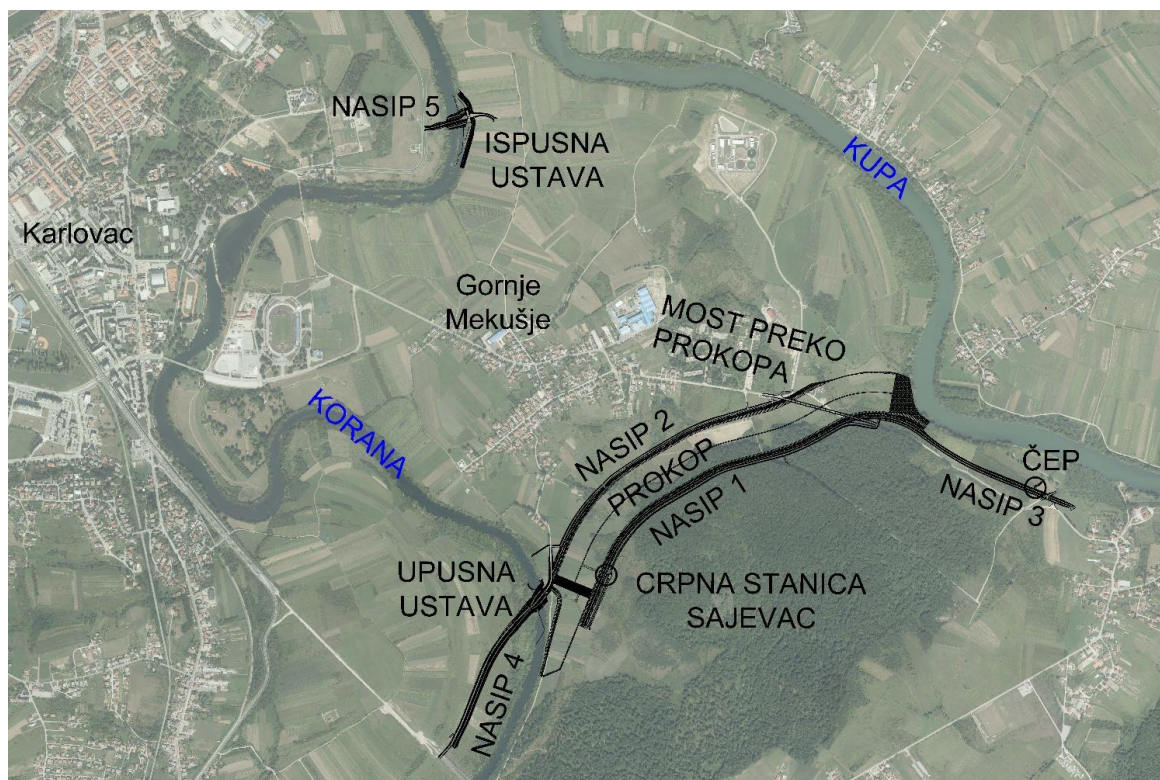 NASIP 5
ISPUSNA
USTAVA
KUPA
Karlovac
Gornje
Mekušje
MOST PREKO
PROKOPA
KORANA
NASIP 2
PROKOP
NASIP 1
ČEP
NASIP 3
UPUSNA
USTAVA
CRPNA STANICA
SAJEVAC
NASIP 4